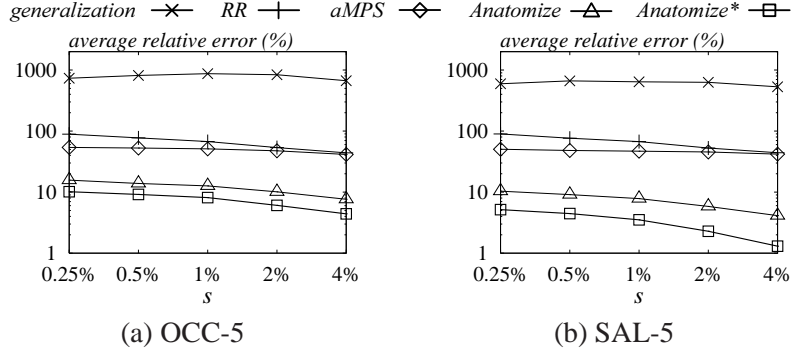 generalization RR aMPS Anatomize Anatomize*
average relative error (%) average relative error (%)
1000 1000
100 100
10 10
1 1
0.25% 0.5% 1% 2% 4% 0.25% 0.5% 1% 2% 4%
s s
(a) OCC-5 (b) SAL-5